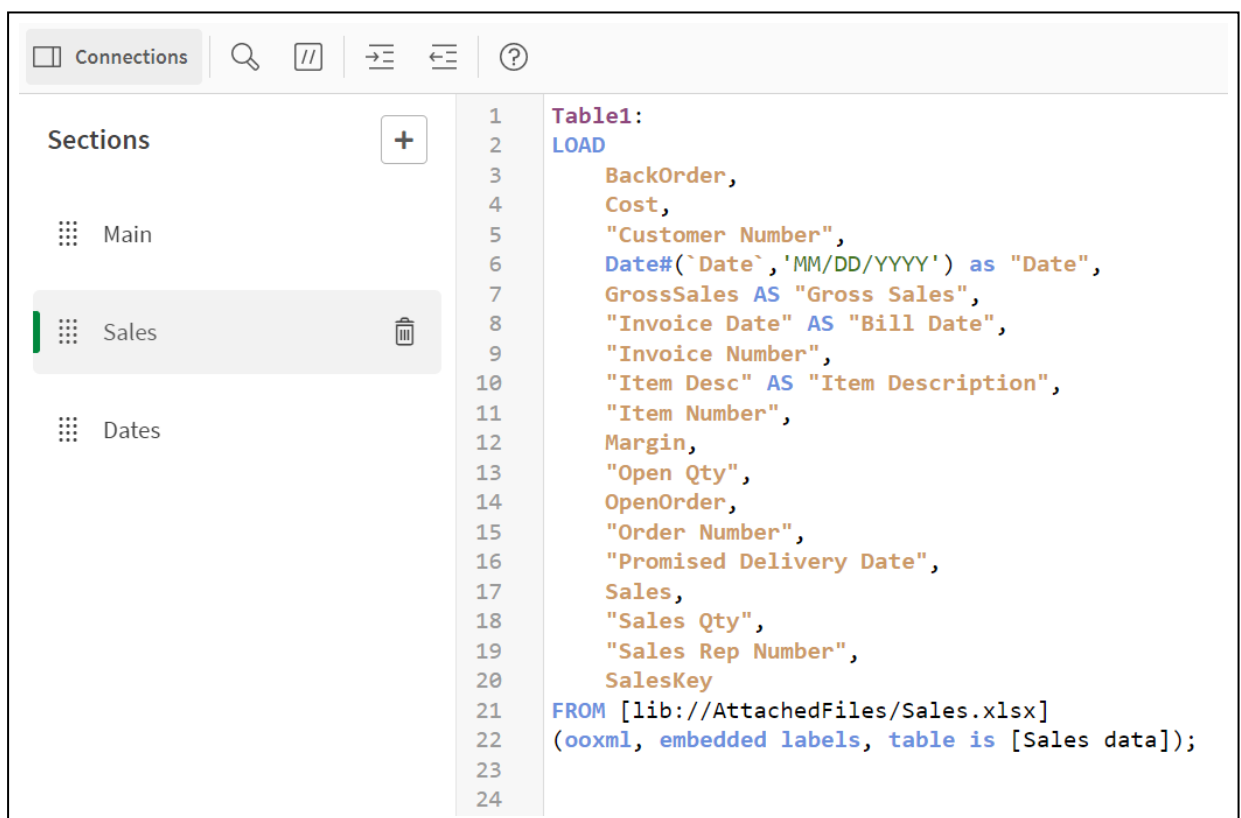 Connections
//
?
Sections
+
Main
Sales
Dates
1 Table1:
2 LOAD
3 BackOrder,
4 Cost,
5 "Customer Number",
6 Date#(`Date`,'MM/DD/YYYY') as "Date",
7 GrossSales AS "Gross Sales",
8 "Invoice Date" AS "Bill Date",
9 "Invoice Number",
10 "Item Desc" AS "Item Description",
11 "Item Number",
12 Margin,
13 "Open Qty",
14 OpenOrder,
15 "Order Number",
16 "Promised Delivery Date",
17 Sales,
18 "Sales Qty",
19 "Sales Rep Number",
20 SalesKey
21 FROM [lib://AttachedFiles/Sales.xlsx]
22 (ooxml, embedded labels, table is [Sales data]);
23
24